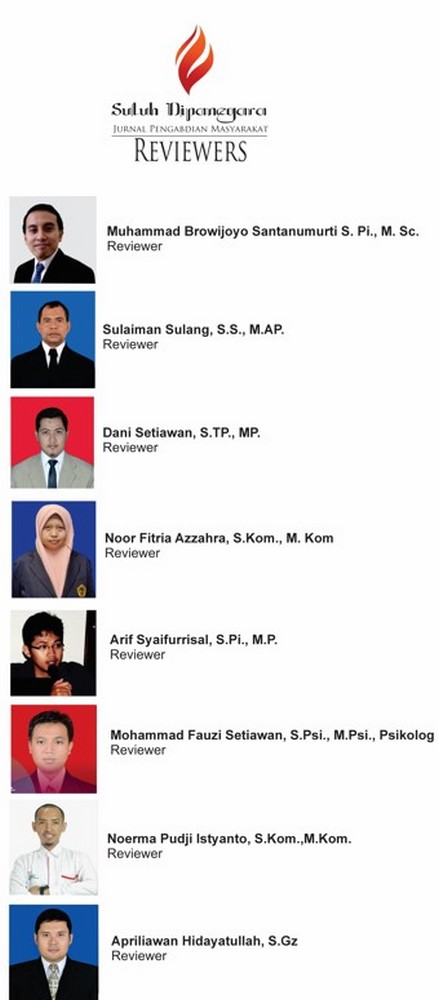 Suluh Dipanegara
JURNAL PENGABDIAN MASYARAKAT
REVIEWERS
Muhammad Browijoyo Santanumurti S. Pi., M. Sc.
Reviewer
Sulaiman Sulang, S.S., M.AP.
Reviewer
Dani Setiawan, S.TP., MP.
Reviewer
Noor Fitria Azzahra, S.Kom., M. Kom
Reviewer
Arif Syaifurrisal, S.Pi., M.P.
Reviewer
Mohammad Fauzi Setiawan, S.Psi., M.Psi., Psikolog
Reviewer
Noerma Pudji Istyanto, S.Kom.,M.Kom.
Reviewer
Apriliawan Hidayatullah, S.Gz
Reviewer